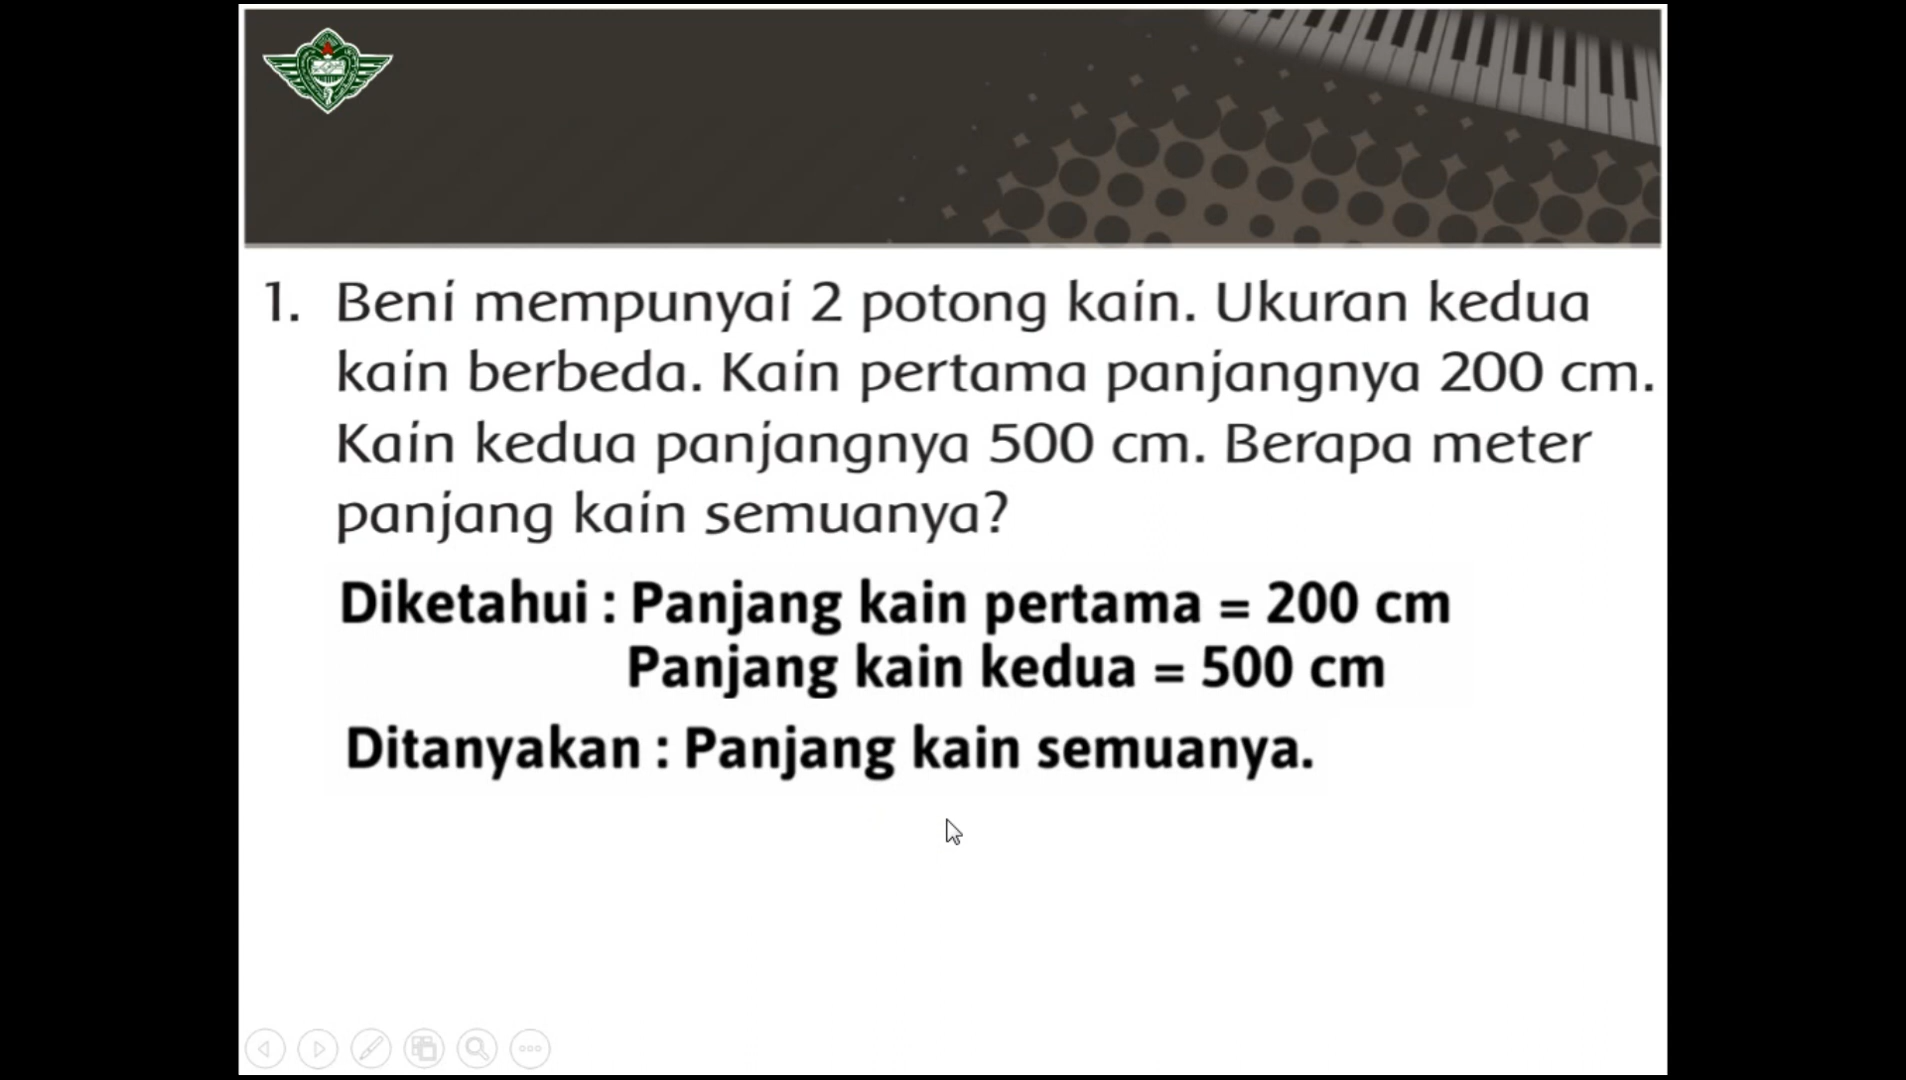 1. Beni mempunyai 2 potong kain. Ukuran kedua
kain berbeda. Kain pertama panjangnya 200 cm.
Kain kedua panjangnya 500 cm. Berapa meter
panjang kain semuanya?
Diketahui : Panjang kain pertama = 200 cm
Panjang kain kedua = 500 cm
Ditanyakan : Panjang kain semuanya.